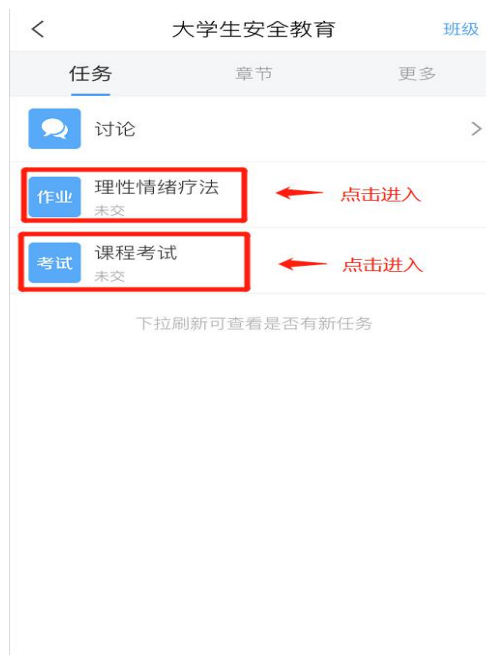 大学生安全教育 班级
任务 章节 更多
讨论
作业 理性情绪疗法 点击进入
未交
考试 课程考试 点击进入
未交
下拉刷新可查看是否有新任务